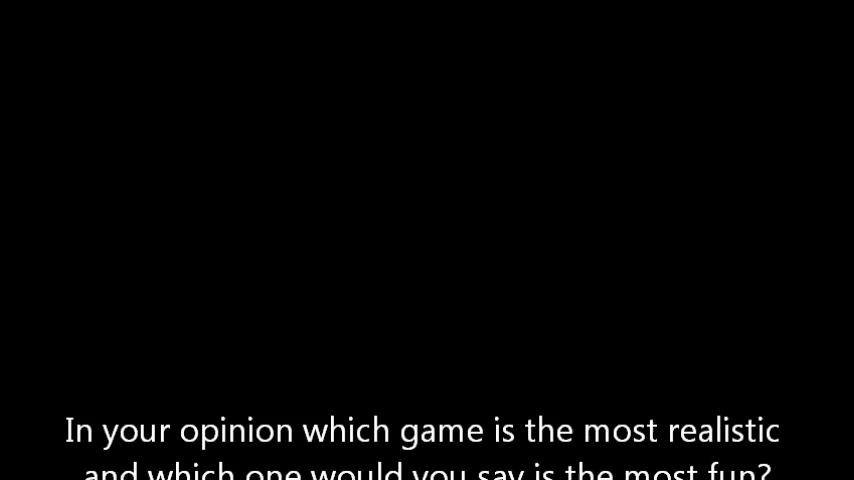 In your opinion which game is the most realistic
and which one would you say is the most fun?